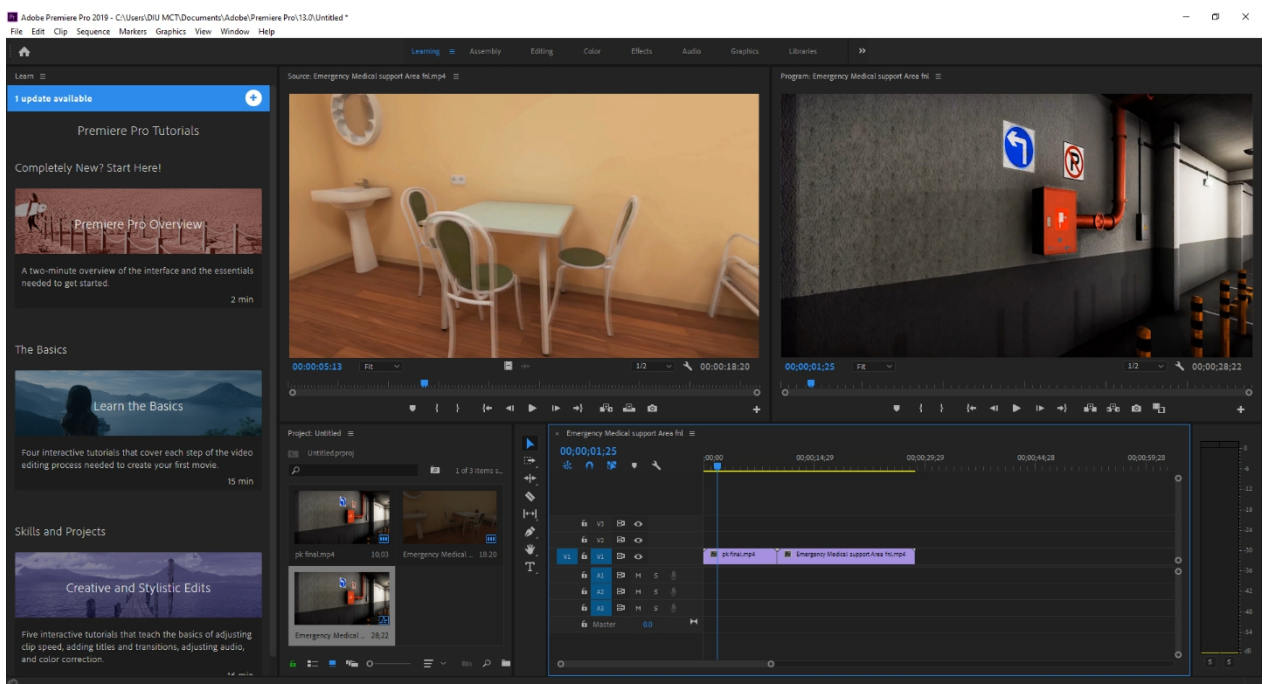 Adobe Premiere Pro 2019 - C:\Users\DIU MCT\Documents\Adobe\Premiere Pro\13.0\Untitled *
File Edit Clip Sequence Markers Graphics View Window Help
Learning Assembly Editing Color Effects Audio Graphics Libraries
Learn
1 update available
Premiere Pro Tutorials
Completely New? Start Here!
Premiere Pro Overview
A two-minute overview of the interface and the essentials
needed to get started.
2 min
The Basics
Learn the Basics
Four interactive tutorials that cover each step of the video
editing process needed to create your first movie.
15 min
Skills and Projects
Creative and Stylistic Edits
Five interactive tutorials that teach the basics of adjusting
clip speed, adding titles and transitions, adjusting audio,
and color correction.
Source: Emergency Medical support Area fnl.mp4
00:00:05:13 Fit 1/2 00:00:18:20
Program: Emergency Medical support Area fnl
00;00;01;25 Fit 1/2 00;00;28;22
Project: Untitled
Untitled.prproj
1 of 3 items s...
pk final.mp4 10;03 Emergency Medical ... 18:20
Emergency Medical ... 28;22
Emergency Medical support Area fnl
00;00;01;25
;00;00 00;00;14;29 00;00;29;29 00;00;44;28 00;00;59;28
V3
V2
V1 V1
pk final.mp4 Emergency Medical support Area fnl.mp4
A1 M S
A2 M S
A3 M S
Master 0.0
0
-6
-12
-18
-24
-30
-36
-42
-48
-54
dB
S S